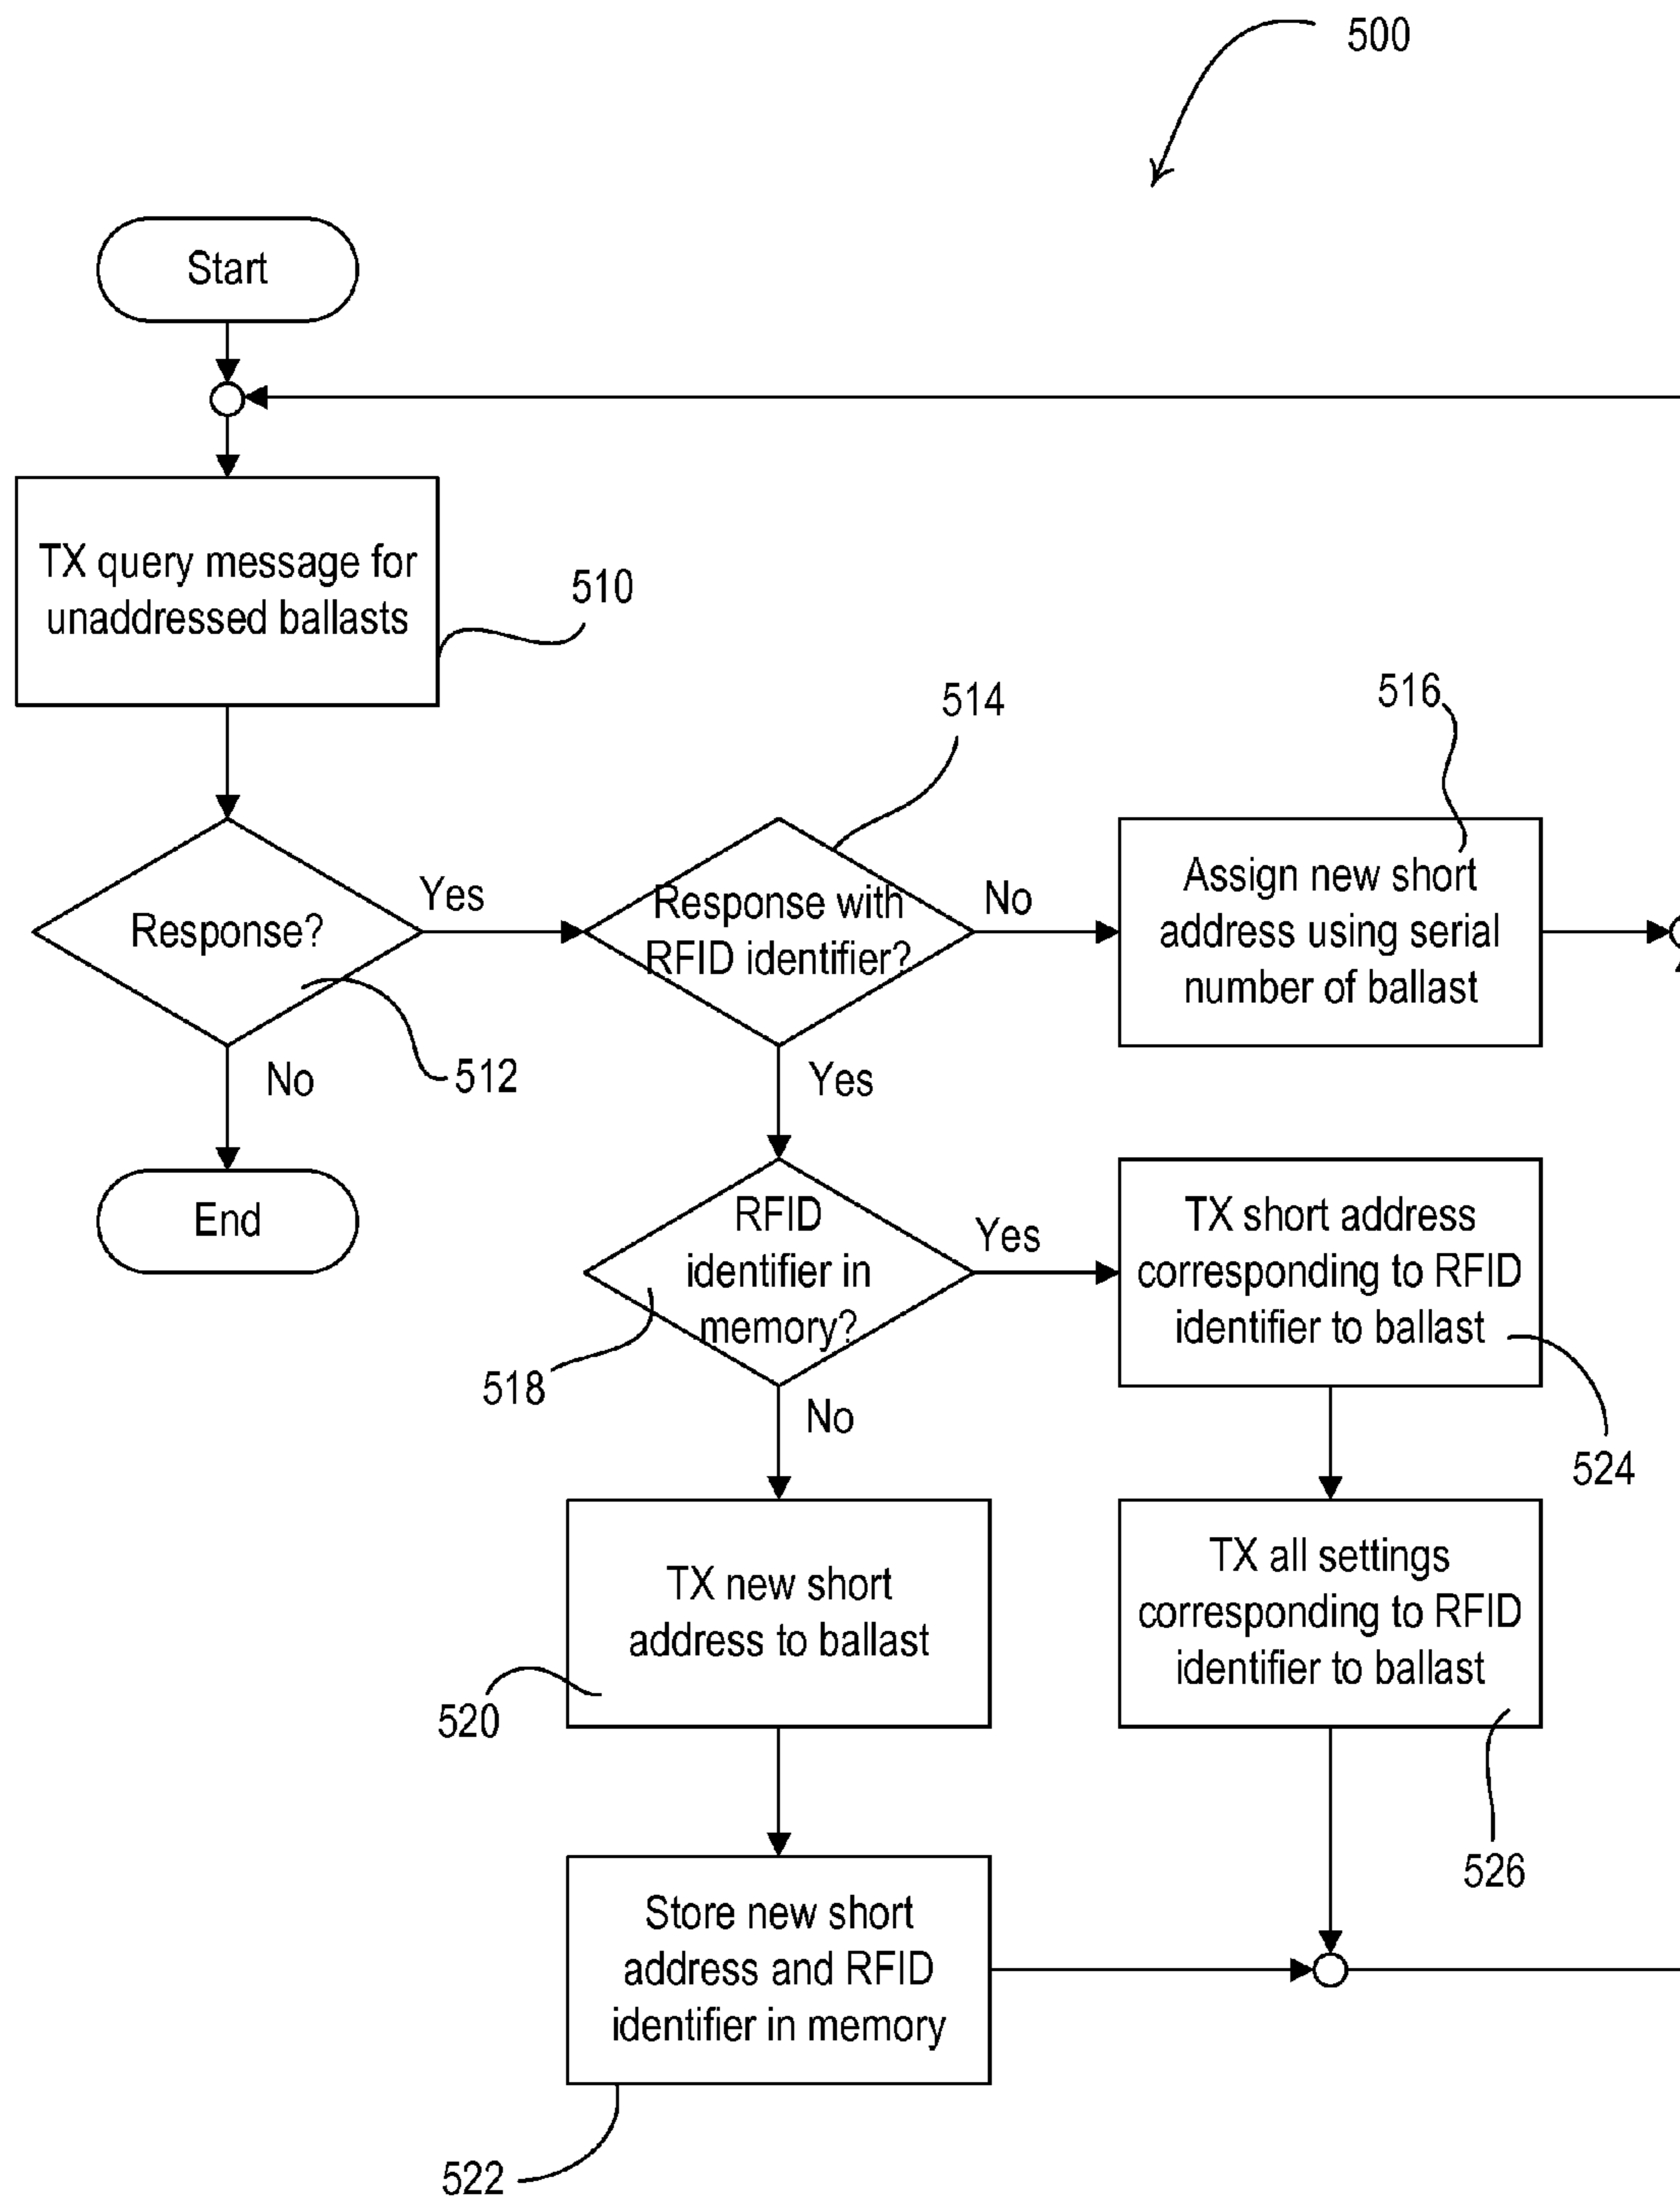 500
Start
TX query message for
unaddressed ballasts
510
514
516
Response?
Yes
Response with
RFID identifier?
No
Assign new short
address using serial
number of ballast
No
512
Yes
End
RFID
identifier in
memory?
Yes
TX short address
corresponding to RFID
identifier to ballast
518
No
524
TX new short
address to ballast
TX all settings
corresponding to RFID
identifier to ballast
520
526
Store new short
address and RFID
identifier in memory
522